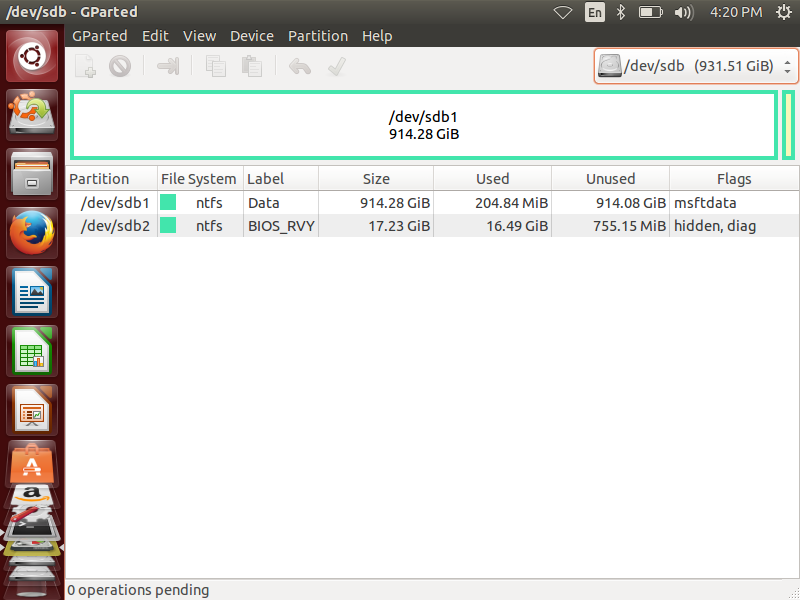 /dev/sdb - GParted
En
4:20 PM
GParted Edit View Device Partition Help
/dev/sdb (931.51 GiB)
/dev/sdb1
914.28 GiB
Partition File System Label Size Used Unused Flags
/dev/sdb1 ntfs Data 914.28 GiB 204.84 MiB 914.08 GiB msftdata
/dev/sdb2 ntfs BIOS_RVY 17.23 GiB 16.49 GiB 755.15 MiB hidden, diag
A
a
0 operations pending